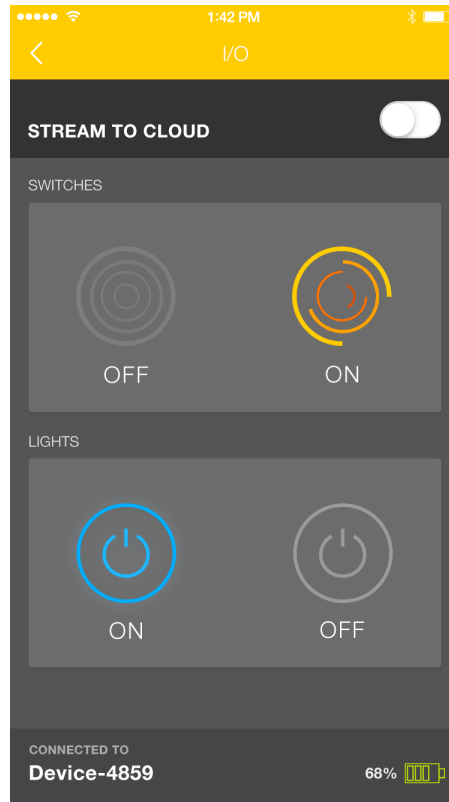 1:42 PM
I/O
STREAM TO CLOUD
SWITCHES
OFF ON
LIGHTS
ON OFF
CONNECTED TO
Device-4859 68%